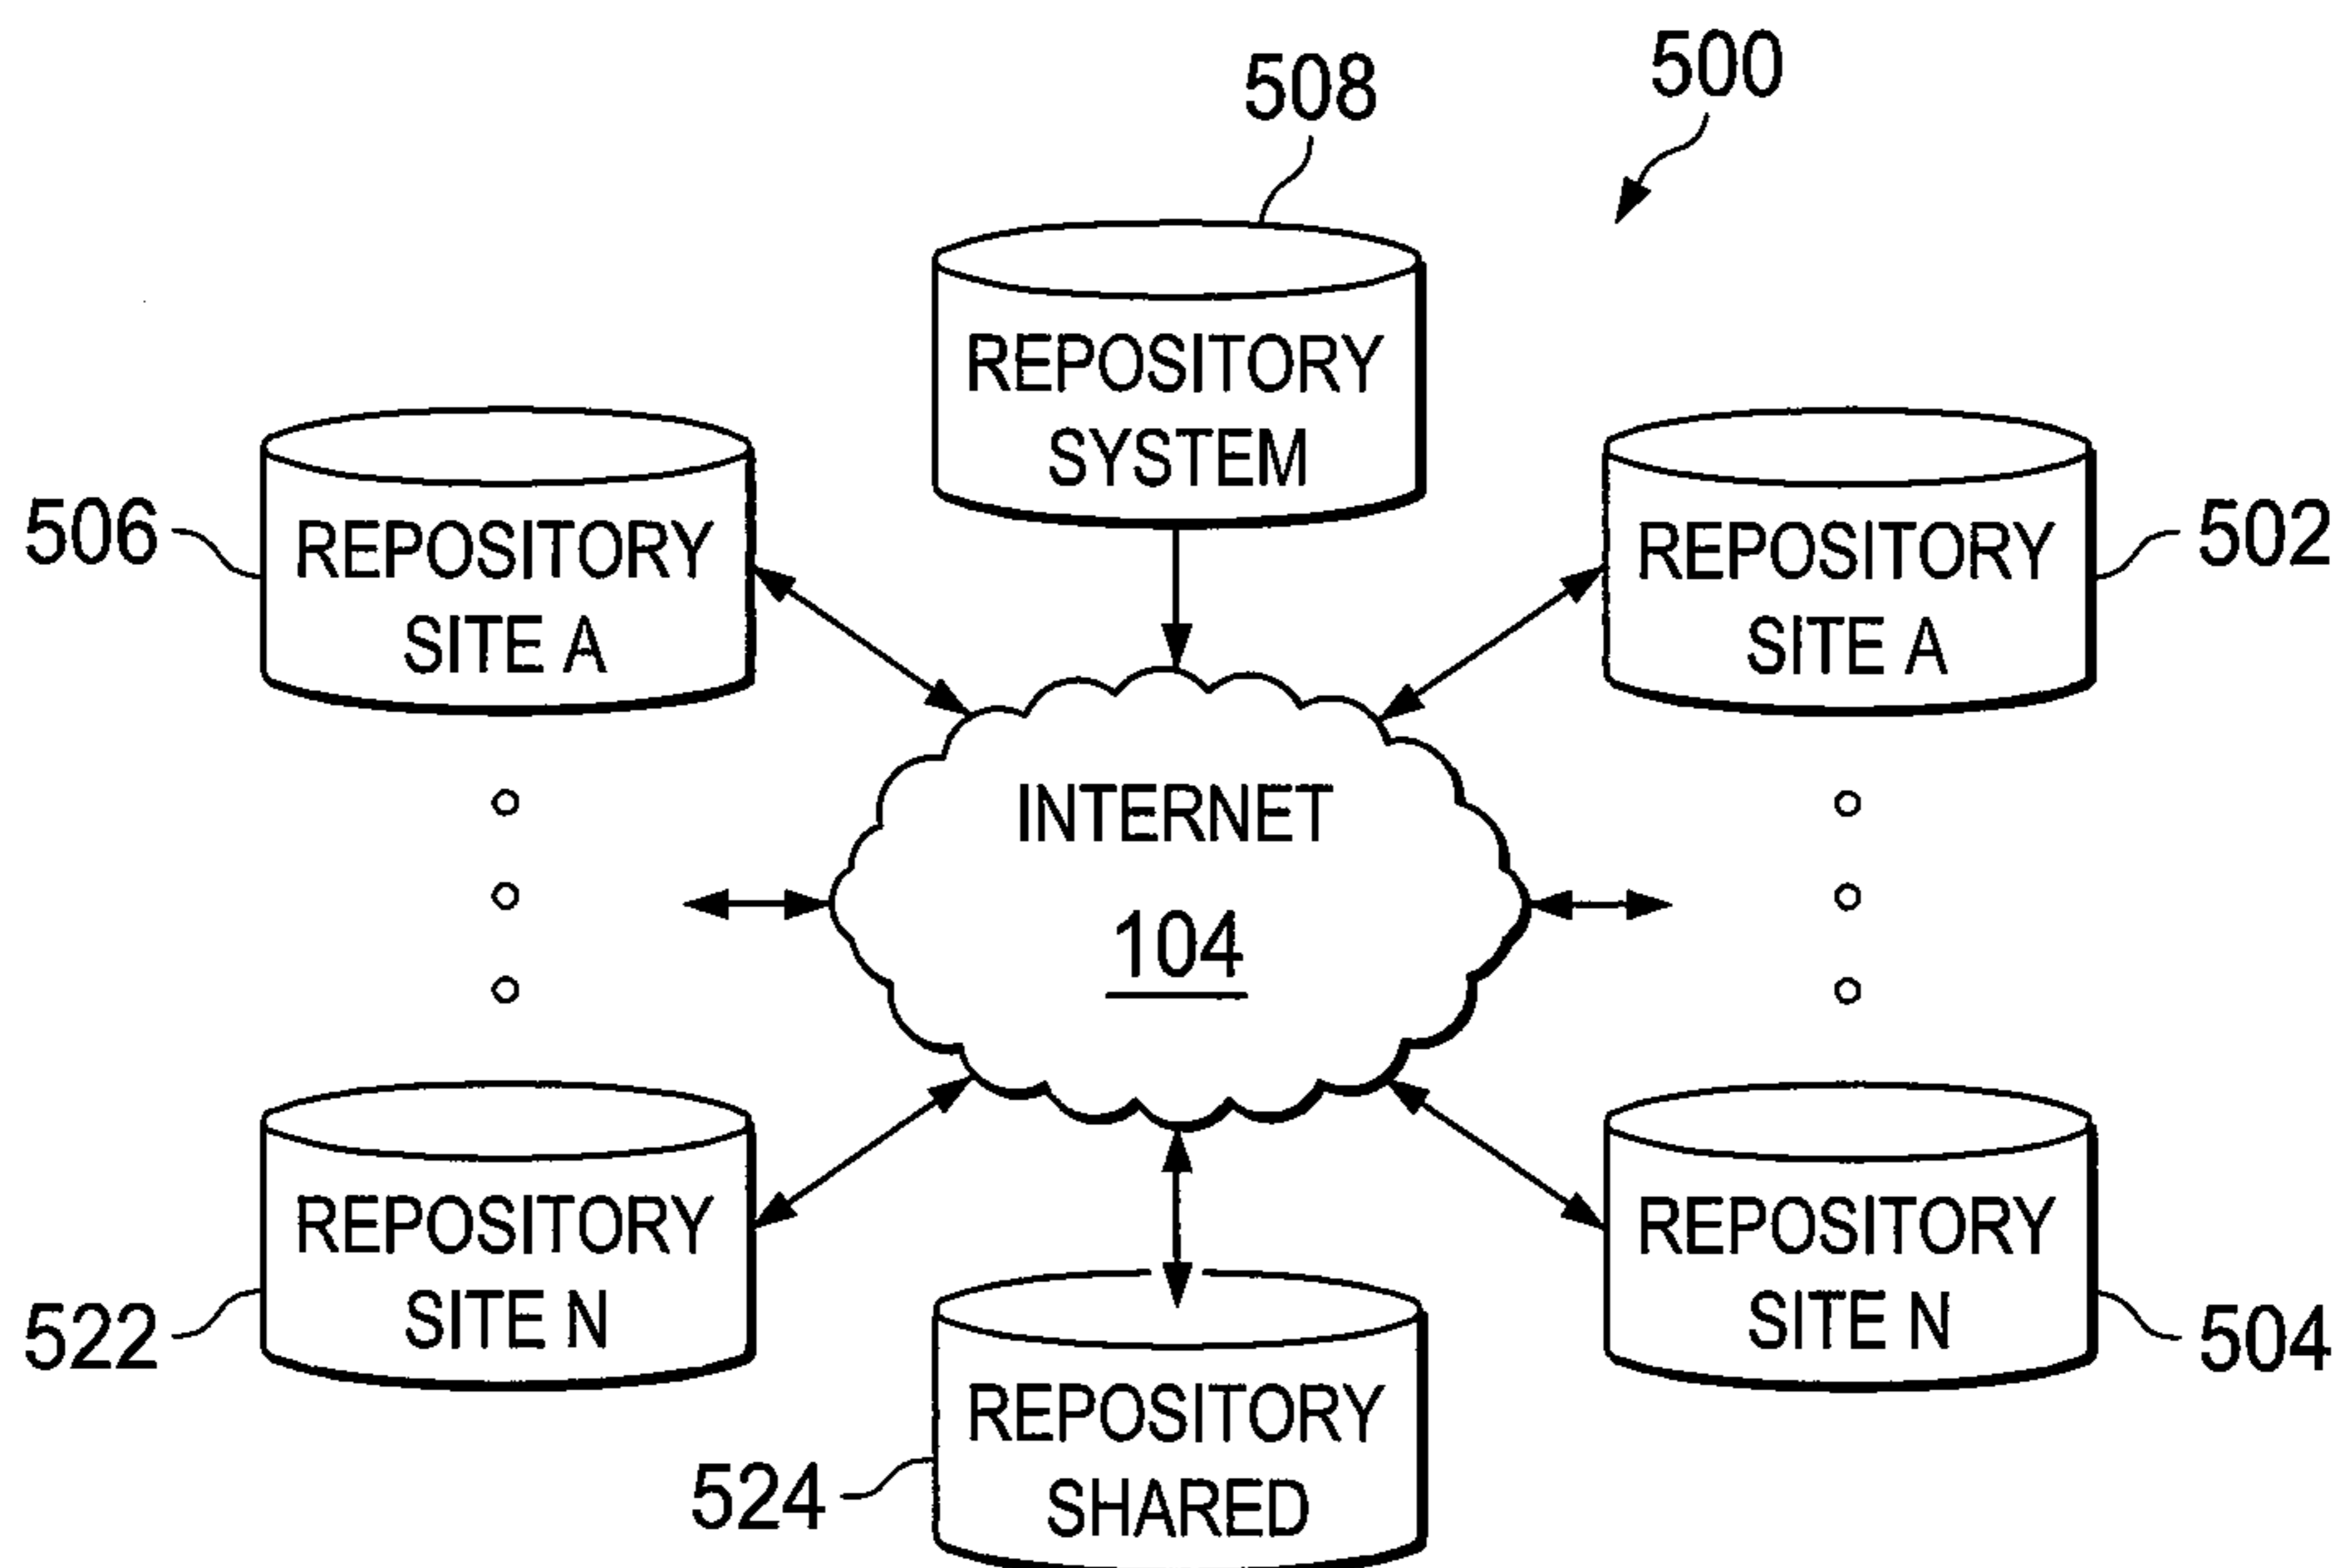 500
508
REPOSITORY
SYSTEM
506
REPOSITORY
SITE A
REPOSITORY
SITE A
502
INTERNET
104
REPOSITORY
SITE N
522
REPOSITORY
SITE N
504
REPOSITORY
SHARED
524